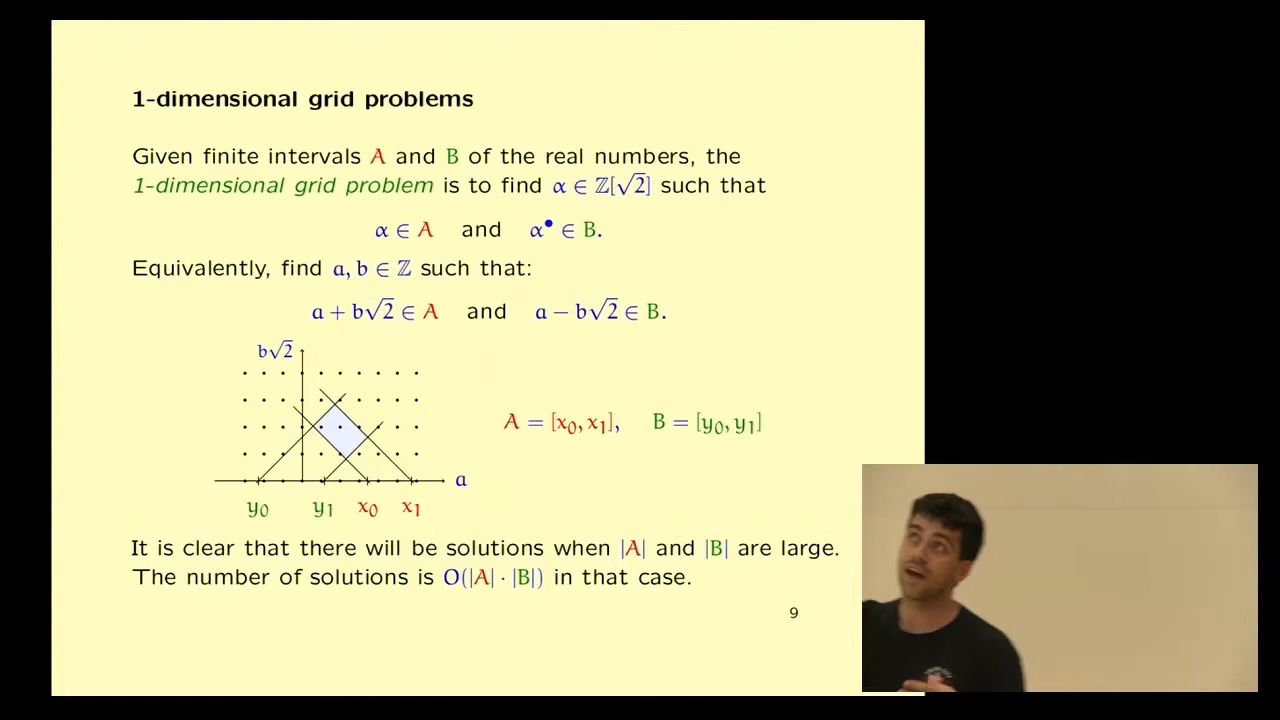 1-dimensional grid problems
Given finite intervals A and B of the real numbers, the
1-dimensional grid problem is to find α ∈ ℤ[√2] such that
α ∈ A and α• ∈ B.
Equivalently, find a, b ∈ ℤ such that:
a + b√2 ∈ A and a − b√2 ∈ B.
b√2
A = [x₀, x₁], B = [y₀, y₁]
a
y₀ y₁ x₀ x₁
It is clear that there will be solutions when |A| and |B| are large.
The number of solutions is O(|A| · |B|) in that case.
9